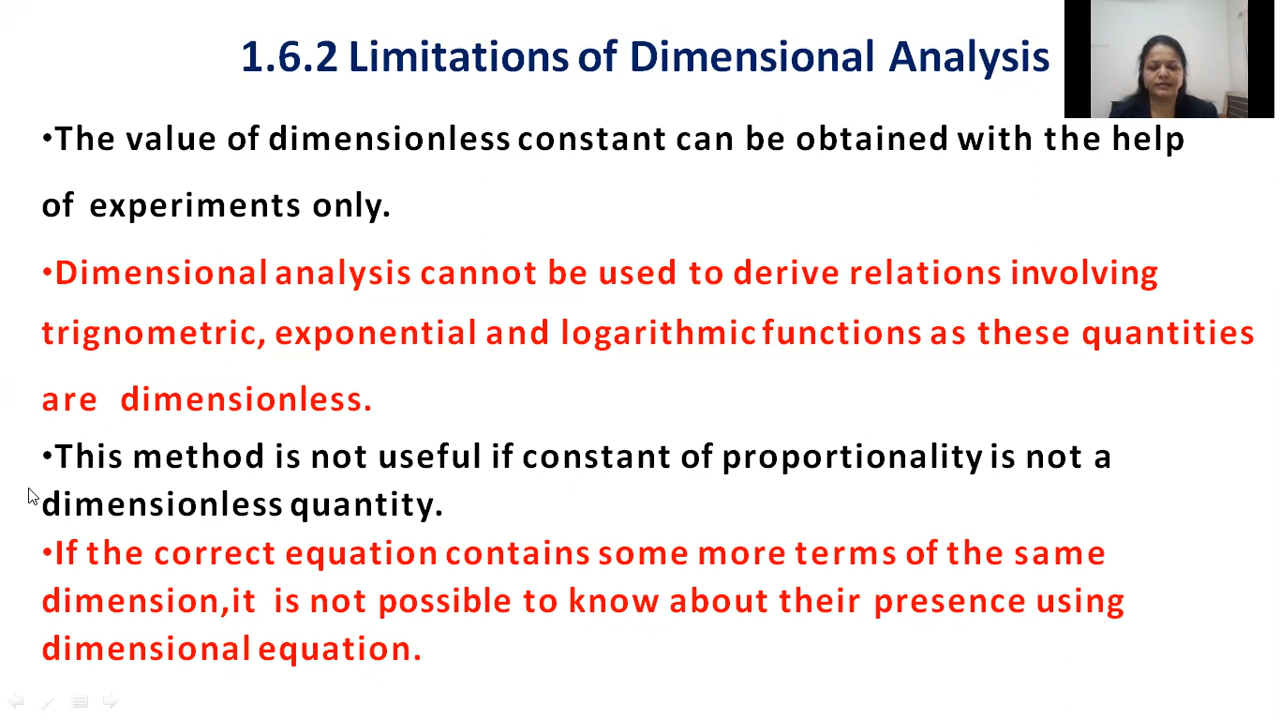 1.6.2 Limitations of Dimensional Analysis
•The value of dimensionless constant can be obtained with the help
of experiments only.
•Dimensional analysis cannot be used to derive relations involving
trignometric, exponential and logarithmic functions as these quantities
are dimensionless.
•This method is not useful if constant of proportionality is not a
dimensionless quantity.
•If the correct equation contains some more terms of the same
dimension,it is not possible to know about their presence using
dimensional equation.